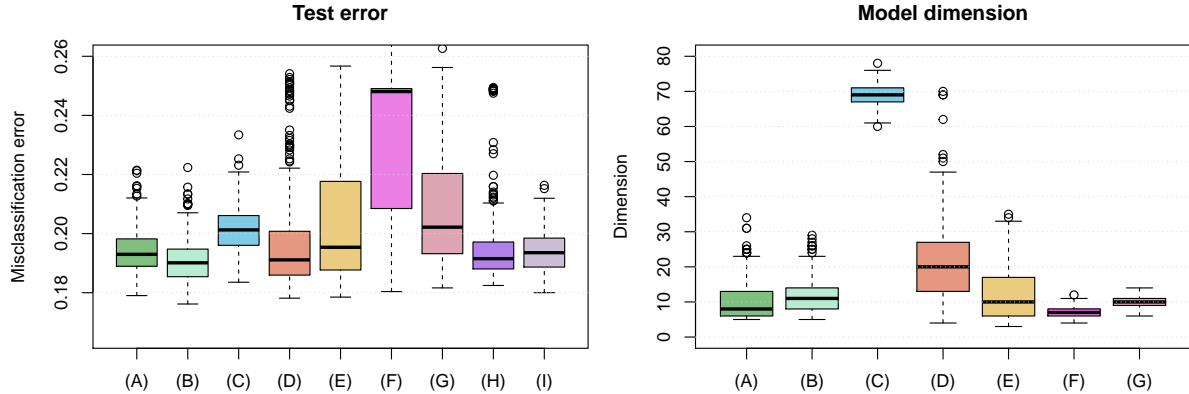 Test error
Misclassification error
0.26
0.24
0.22
0.20
0.18
(A) (B) (C) (D) (E) (F) (G) (H) (I)
Model dimension
Dimension
80
70
60
50
40
30
20
10
0
(A) (B) (C) (D) (E) (F) (G)